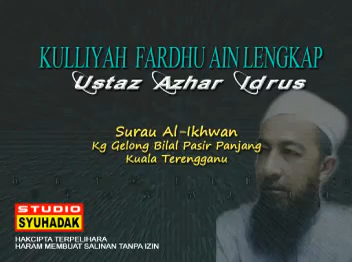 KULLIYAH FARDHU AIN LENGKAP
Ustaz Azhar Idrus
Surau Al-Ikhwan
Kg Gelong Bilal Pasir Panjang
Kuala Terengganu
STUDIO
SYUHADAK
HAKCIPTA TERPELIHARA
HARAM MEMBUAT SALINAN TANPA IZIN